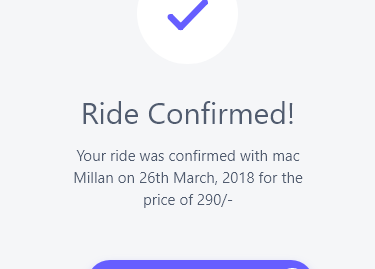 Ride Confirmed!
Your ride was confirmed with mac
Millan on 26th March, 2018 for the
price of 290/-